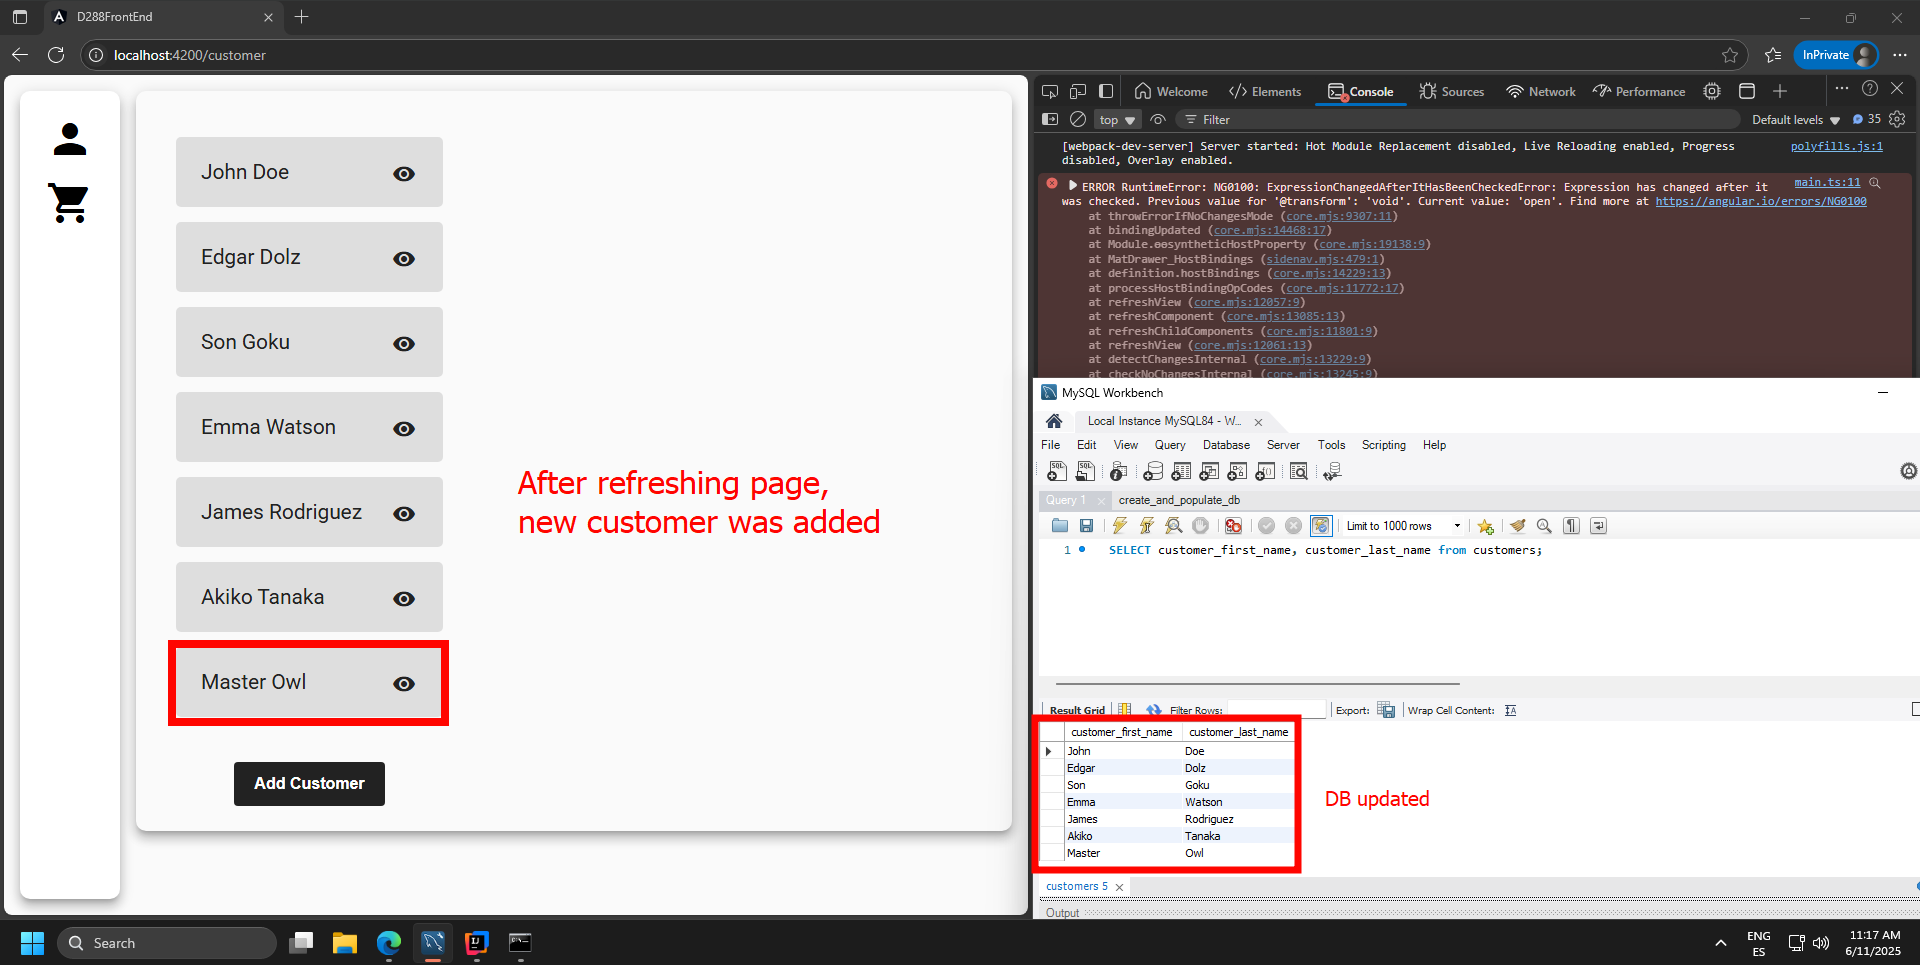 D288FrontEnd
localhost:4200/customer
InPrivate
John Doe
Edgar Dolz
Son Goku
Emma Watson
James Rodriguez
Akiko Tanaka
Master Owl
Add Customer
After refreshing page,
new customer was added
Welcome
Elements
Console
Sources
Network
Performance
top
Filter
Default levels
35
[webpack-dev-server] Server started: Hot Module Replacement disabled, Live Reloading enabled, Progress
disabled, Overlay enabled.
polyfills.js:1
ERROR RuntimeError: NG0100: ExpressionChangedAfterItHasBeenCheckedError: Expression has changed after it
main.ts:11
was checked. Previous value for '@transform': 'void'. Current value: 'open'. Find more at https://angular.io/errors/NG0100
at throwErrorIfNoChangesMode (core.mjs:9307:11)
at bindingUpdated (core.mjs:14468:17)
at Module.ɵɵsyntheticHostProperty (core.mjs:19138:9)
at MatDrawer_HostBindings (sidenav.mjs:479:1)
at definition.hostBindings (core.mjs:14229:13)
at processHostBindingOpCodes (core.mjs:11772:17)
at refreshView (core.mjs:12057:9)
at refreshComponent (core.mjs:13085:13)
at refreshChildComponents (core.mjs:11801:9)
at refreshView (core.mjs:12061:13)
at detectChangesInternal (core.mjs:13229:9)
at checkNoChangesInternal (core.mjs:13245:9)
MySQL Workbench
Local Instance MySQL84 - W...
File Edit View Query Database Server Tools Scripting Help
Query 1
create_and_populate_db
Limit to 1000 rows
1 SELECT customer_first_name, customer_last_name from customers;
Result Grid
Filter Rows:
Export:
Wrap Cell Content:
customer_first_name customer_last_name
John Doe
Edgar Dolz
Son Goku
Emma Watson
James Rodriguez
Akiko Tanaka
Master Owl
DB updated
customers 5
Output
Search
ENG
ES
11:17 AM
6/11/2025